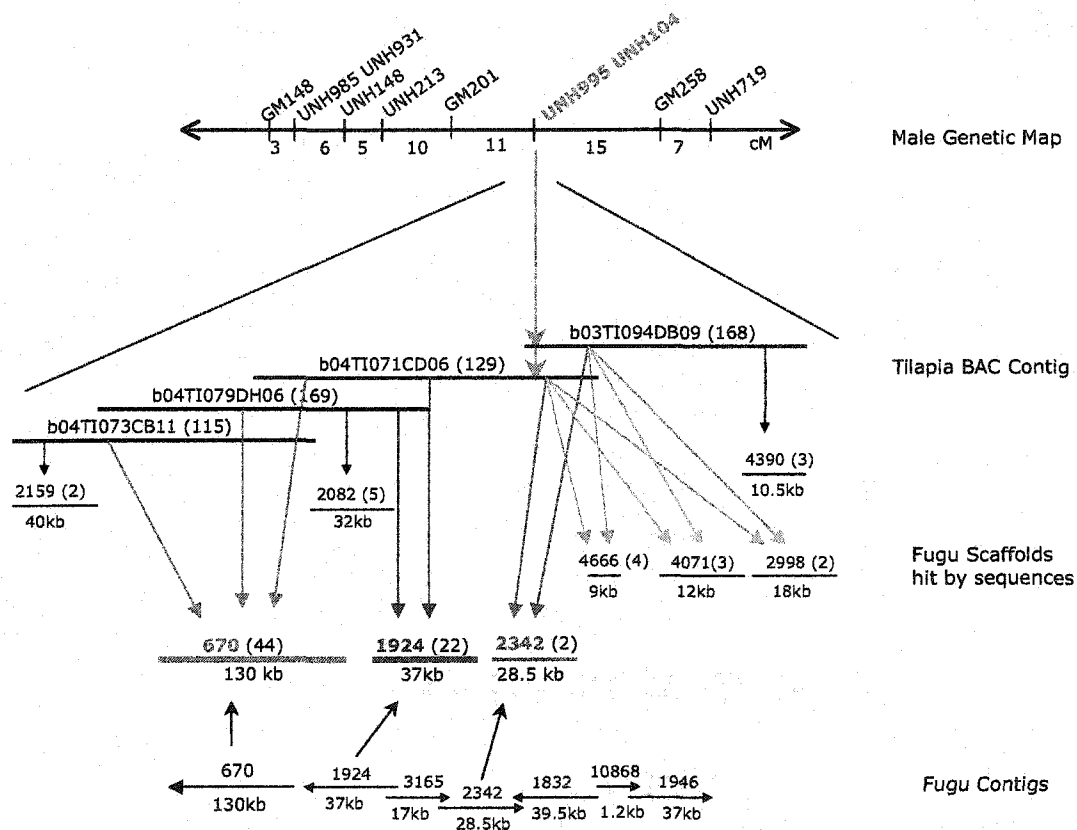 GM148
UNH985 UNH931
UNH148
UNH213
GM201
UNH995 UNH104
GM258
UNH719
3 6 5 10 11 15 7 cM
Male Genetic Map
b03TI094DB09 (168)
b04TI071CD06 (129)
Tilapia BAC Contig
b04TI079DH06 (169)
b04TI073CB11 (115)
2159 (2)
40kb
2082 (5)
32kb
4390 (3)
10.5kb
4666 (4)
9kb
4071(3)
12kb
2998 (2)
18kb
Fugu Scaffolds
hit by sequences
670 (44)
130 kb
1924 (22)
37kb
2342 (2)
28.5 kb
670
130kb
1924
37kb
3165
17kb
2342
28.5kb
1832
39.5kb
10868
1.2kb
1946
37kb
Fugu Contigs